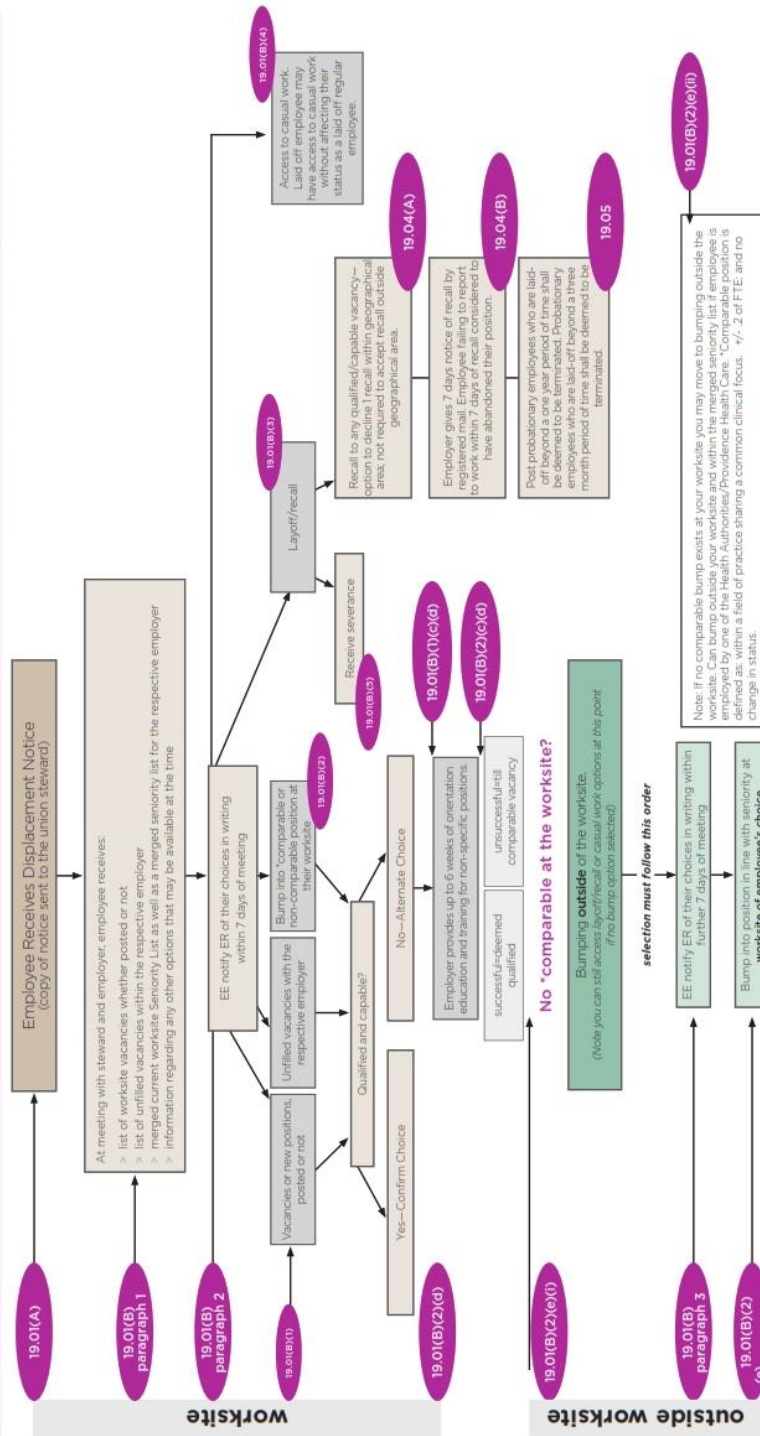 19.01(A)
Employee Receives Displacement Notice
(copy of notice sent to the union steward)
19.01(B)
paragraph 1
At meeting with steward and employer, employee receives:
> list of worksite vacancies whether posted or not
> list of unfilled vacancies within the respective employer
> merged current worksite Seniority List as well as a merged seniority list for the respective employer
> information regarding any other options that may be available at the time
19.01(B)
paragraph 2
EE notify ER of their choices in writing
within 7 days of meeting
worksite
19.01(B)(1)
Vacancies or new positions,
posted or not
Unfilled vacancies with the
respective employer
Bump into *comparable or
non-comparable position at
their worksite
19.01(B)(2)
Layoff/recall
19.01(B)(3)
Access to casual work.
Laid off employee may
have access to casual work
without affecting their
status as a laid off regular
employee.
19.01(B)(4)
Qualified and capable?
Receive severance
19.01(B)(5)
Recall to any qualified/capable vacancy—
option to decline 1 recall within geographical
area; not required to accept recall outside
geographical area.
19.04(A)
Yes—Confirm Choice
No—Alternate Choice
Employer gives 7 days notice of recall by
registered mail. Employee failing to report
to work within 7 days of recall considered to
have abandoned their position.
19.04(B)
19.01(B)(2)(d)
Employer provides up to 6 weeks of orientation
education and training for non-specific positions.
19.01(B)(1)(c)(d)
19.01(B)(2)(c)(d)
successful=deemed
qualified
unsuccessful=till
comparable vacancy
Post probationary employees who are laid-
off beyond a one year period of time shall
be deemed to be terminated. Probationary
employees who are laid-off beyond a three
month period of time shall be deemed to be
terminated.
19.05
19.01(B)(2)(e)(i)
No *comparable at the worksite?
outside worksite
Bumping outside of the worksite.
(Note you can still access layoff/recall or casual work options at this point
if no bump option selected)
selection must follow this order
19.01(B)
paragraph 3
EE notify ER of their choices in writing within
further 7 days of meeting
Note: If no comparable bump exists at your worksite you may move to bumping outside the
worksite. Can bump outside your worksite and within the merged seniority list if employee is
employed by one of the Health Authorities/Providence Health Care. *Comparable position is
defined as: within a field of practice sharing a common clinical focus. +/- .2 of FTE: and no
change in status.
19.01(B)(2)(e)(ii)
19.01(B)(2)
Bump into position in line with seniority at
worksite of employee's choice